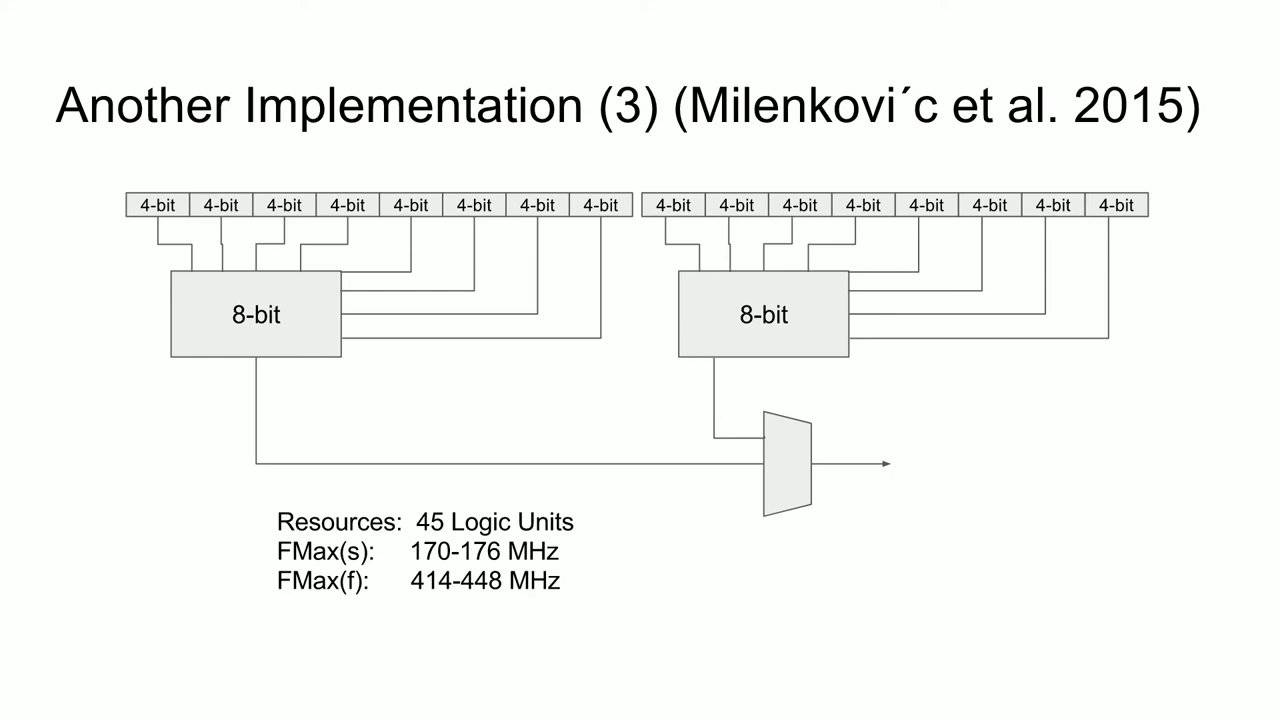 Another Implementation (3) (Milenkovi´c et al. 2015)
4-bit 4-bit 4-bit 4-bit 4-bit 4-bit 4-bit 4-bit 4-bit 4-bit 4-bit 4-bit 4-bit 4-bit 4-bit 4-bit
8-bit 8-bit
Resources: 45 Logic Units
FMax(s): 170-176 MHz
FMax(f): 414-448 MHz